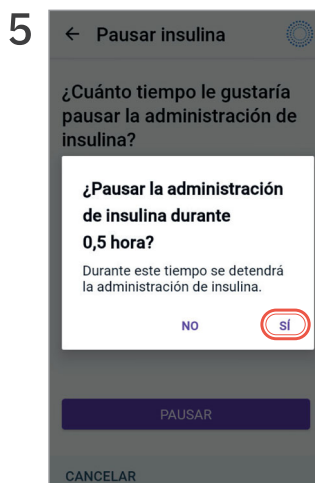 5
← Pausar insulina
¿Cuánto tiempo le gustaría
pausar la administración de
insulina?
¿Pausar la administración
de insulina durante
0,5 hora?
Durante este tiempo se detendrá
la administración de insulina.
NO SÍ
PAUSAR
CANCELAR